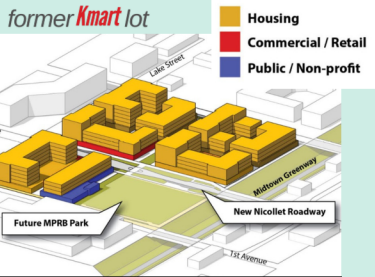 former Kmart lot
Housing
Commercial / Retail
Public / Non-profit
Lake Street
Midtown Greenway
Future MPRB Park
New Nicollet Roadway
1st Avenue